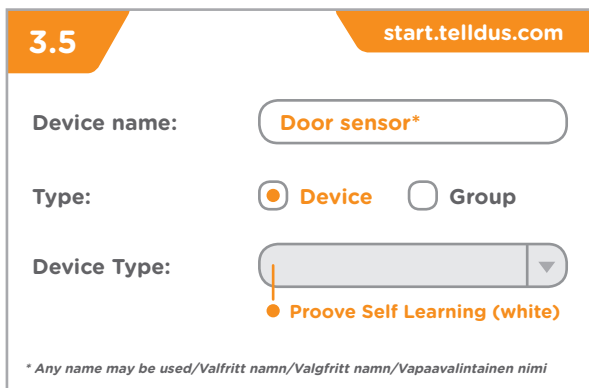 3.5
start.telldus.com
Device name:
Door sensor*
Type:
Device
Group
Device Type:
Proove Self Learning (white)
* Any name may be used/Valfritt namn/Valgfritt namn/Vapaavalintainen nimi